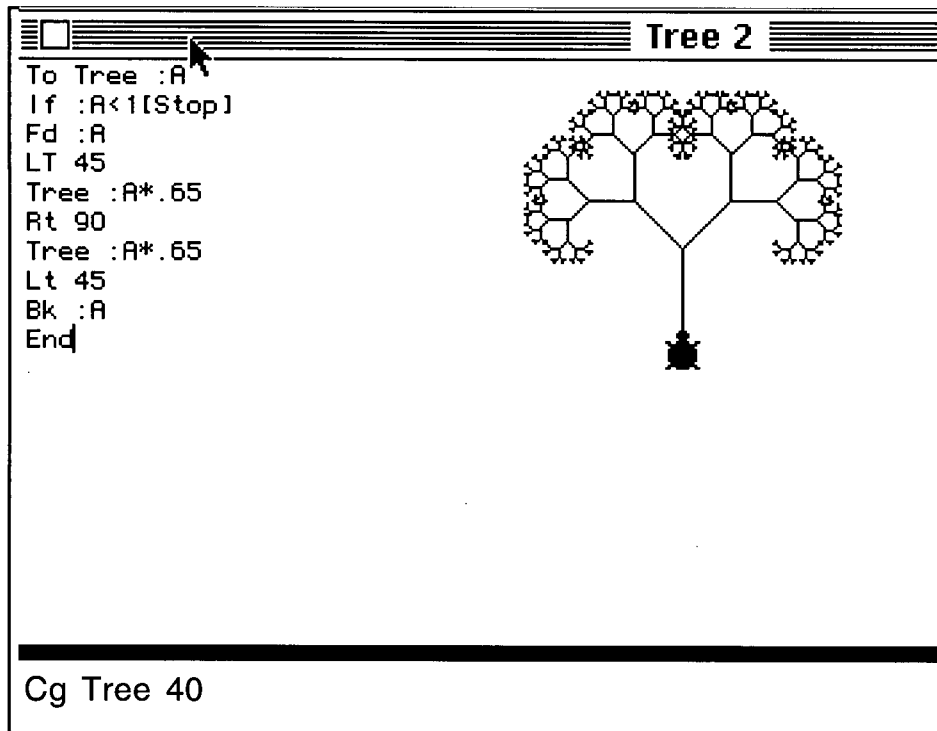 Tree 2
To Tree :A
If :A<1[Stop]
Fd :A
LT 45
Tree :A*.65
Rt 90
Tree :A*.65
Lt 45
Bk :A
End
Cg Tree 40